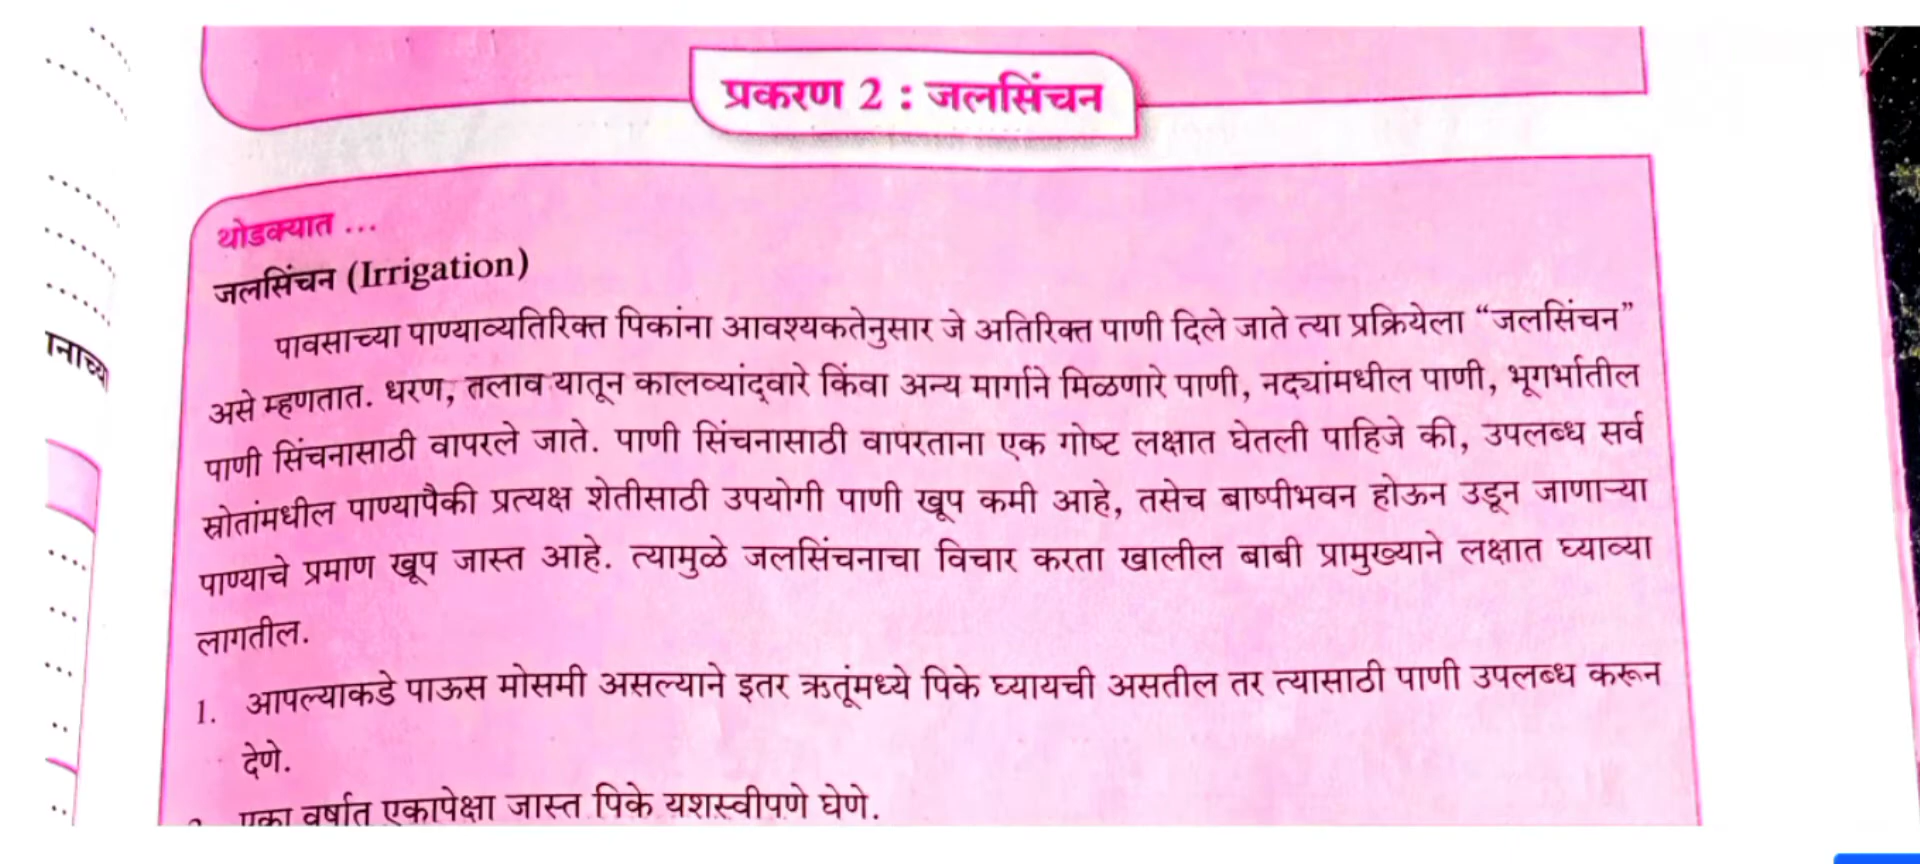 प्रकरण 2 : जलसिंचन
थोडक्यात ...
जलसिंचन (Irrigation)
पावसाच्या पाण्याव्यतिरिक्त पिकांना आवश्यकतेनुसार जे अतिरिक्त पाणी दिले जाते त्या प्रक्रियेला “जलसिंचन”
असे म्हणतात. धरण, तलाव यातून कालव्यांद्वारे किंवा अन्य मार्गाने मिळणारे पाणी, नद्यांमधील पाणी, भूगर्भातील
पाणी सिंचनासाठी वापरले जाते. पाणी सिंचनासाठी वापरताना एक गोष्ट लक्षात घेतली पाहिजे की, उपलब्ध सर्व
स्रोतांमधील पाण्यापैकी प्रत्यक्ष शेतीसाठी उपयोगी पाणी खूप कमी आहे, तसेच बाष्पीभवन होऊन उडून जाणाऱ्या
पाण्याचे प्रमाण खूप जास्त आहे. त्यामुळे जलसिंचनाचा विचार करता खालील बाबी प्रामुख्याने लक्षात घ्याव्या
लागतील.
1. आपल्याकडे पाऊस मोसमी असल्याने इतर ऋतूंमध्ये पिके घ्यायची असतील तर त्यासाठी पाणी उपलब्ध करून
देणे.
एका वर्षात एकापेक्षा जास्त पिके यशस्वीपणे घेणे.